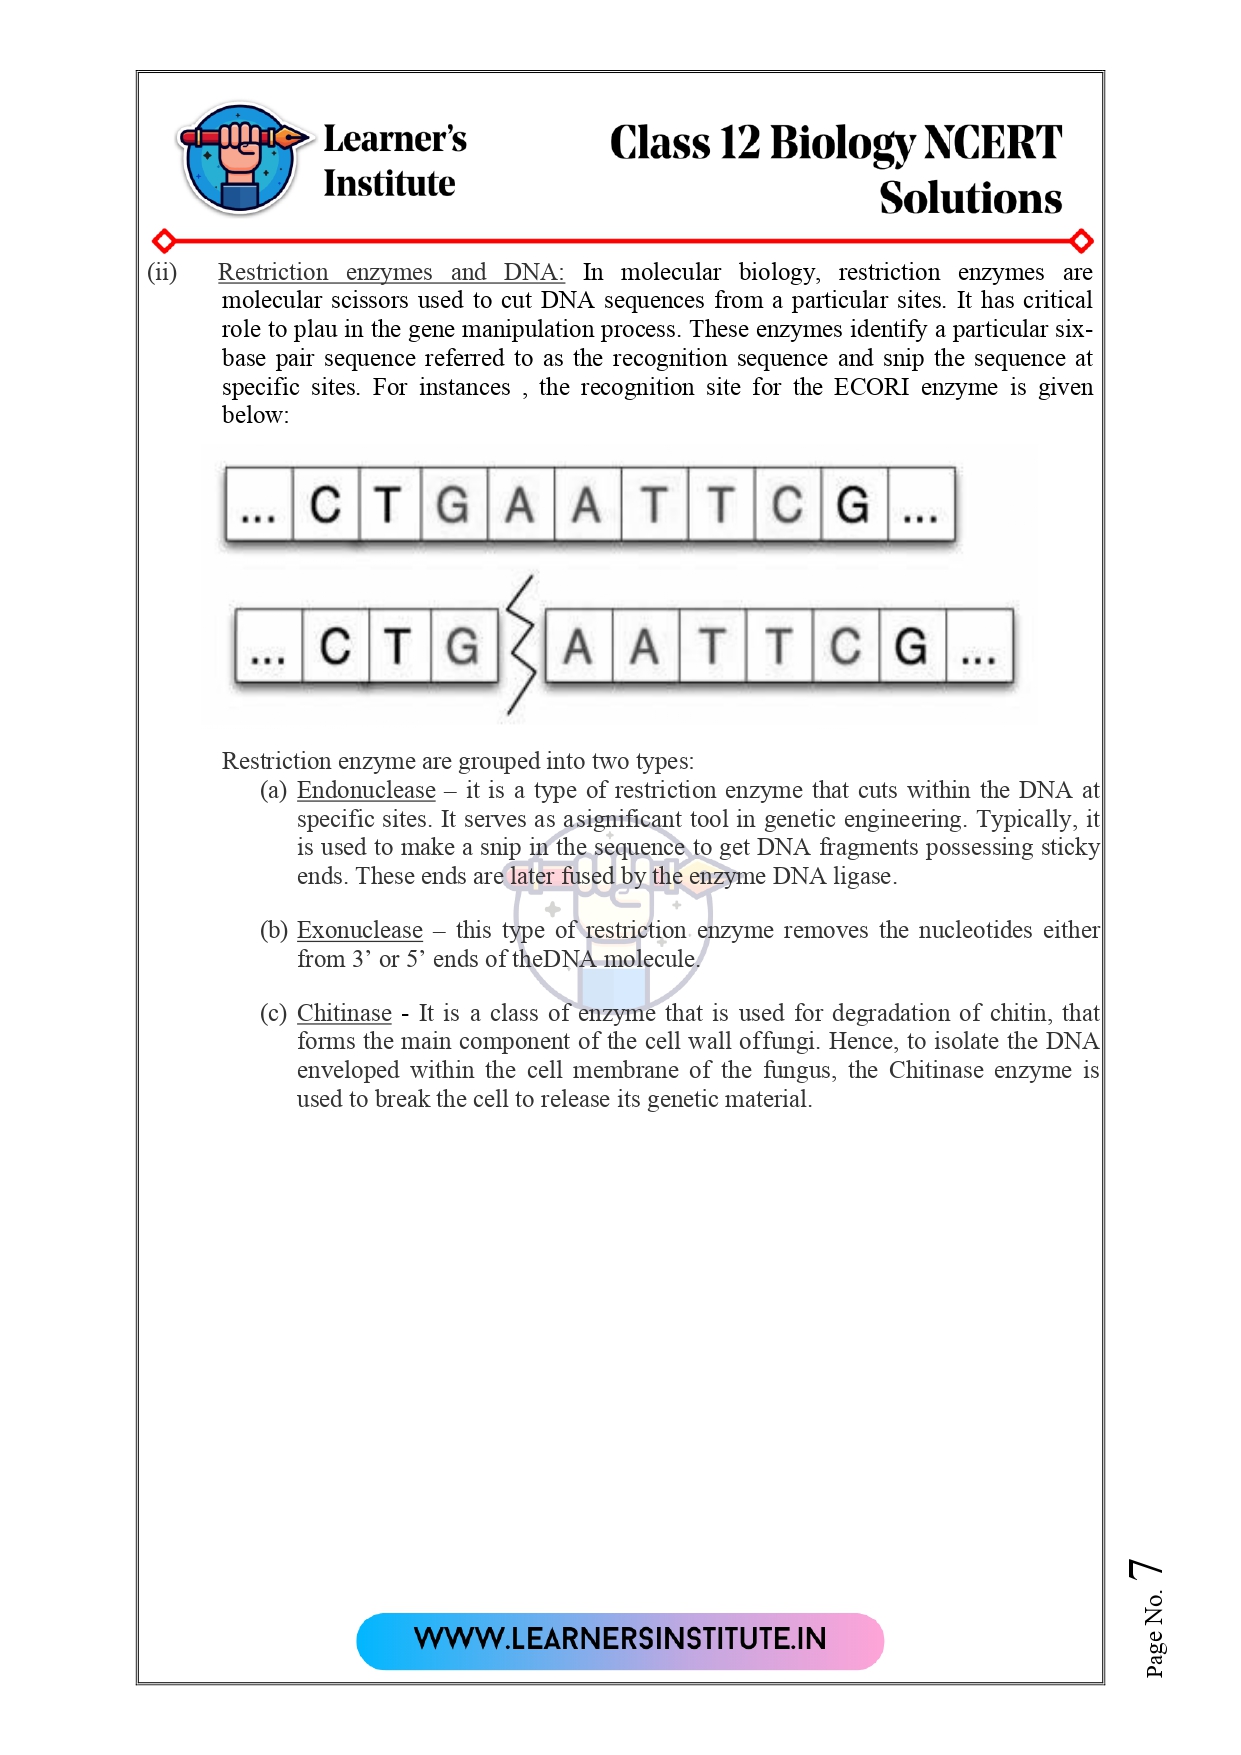 Learner's
Institute
Class 12 Biology NCERT
Solutions
(ii) Restriction enzymes and DNA: In molecular biology, restriction enzymes are
molecular scissors used to cut DNA sequences from a particular sites. It has critical
role to plau in the gene manipulation process. These enzymes identify a particular six-
base pair sequence referred to as the recognition sequence and snip the sequence at
specific sites. For instances , the recognition site for the ECORI enzyme is given
below:
... C T G A A T T C G ...
... C T G A A T T C G ...
Restriction enzyme are grouped into two types:
(a) Endonuclease – it is a type of restriction enzyme that cuts within the DNA at
specific sites. It serves as asignificant tool in genetic engineering. Typically, it
is used to make a snip in the sequence to get DNA fragments possessing sticky
ends. These ends are later fused by the enzyme DNA ligase.
(b) Exonuclease – this type of restriction enzyme removes the nucleotides either
from 3’ or 5’ ends of theDNA molecule.
(c) Chitinase - It is a class of enzyme that is used for degradation of chitin, that
forms the main component of the cell wall offungi. Hence, to isolate the DNA
enveloped within the cell membrane of the fungus, the Chitinase enzyme is
used to break the cell to release its genetic material.
WWW.LEARNERSINSTITUTE.IN
Page No. 7